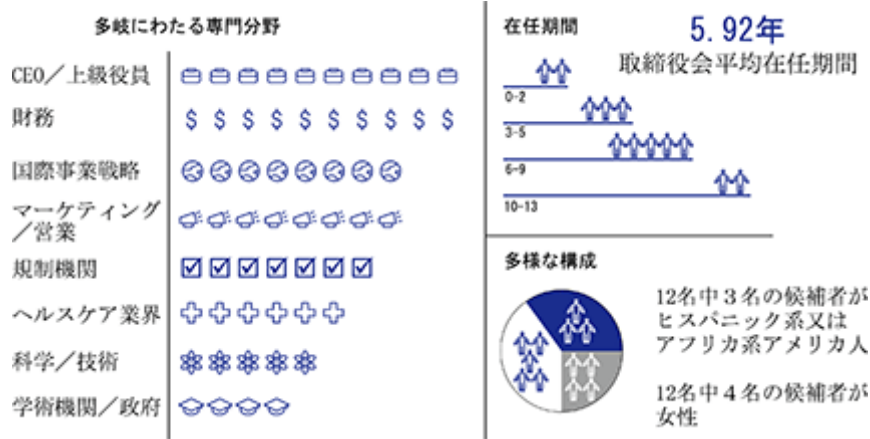 多岐にわたる専門分野
CEO／上級役員
財務
国際事業戦略
マーケティング
／営業
規制機関
ヘルスケア業界
科学／技術
学術機関／政府
在任期間
5.92年
取締役会平均在任期間
0-2
3-5
6-9
10-13
多様な構成
12名中３名の候補者が
ヒスパニック系又は
アフリカ系アメリカ人
12名中４名の候補者が
女性